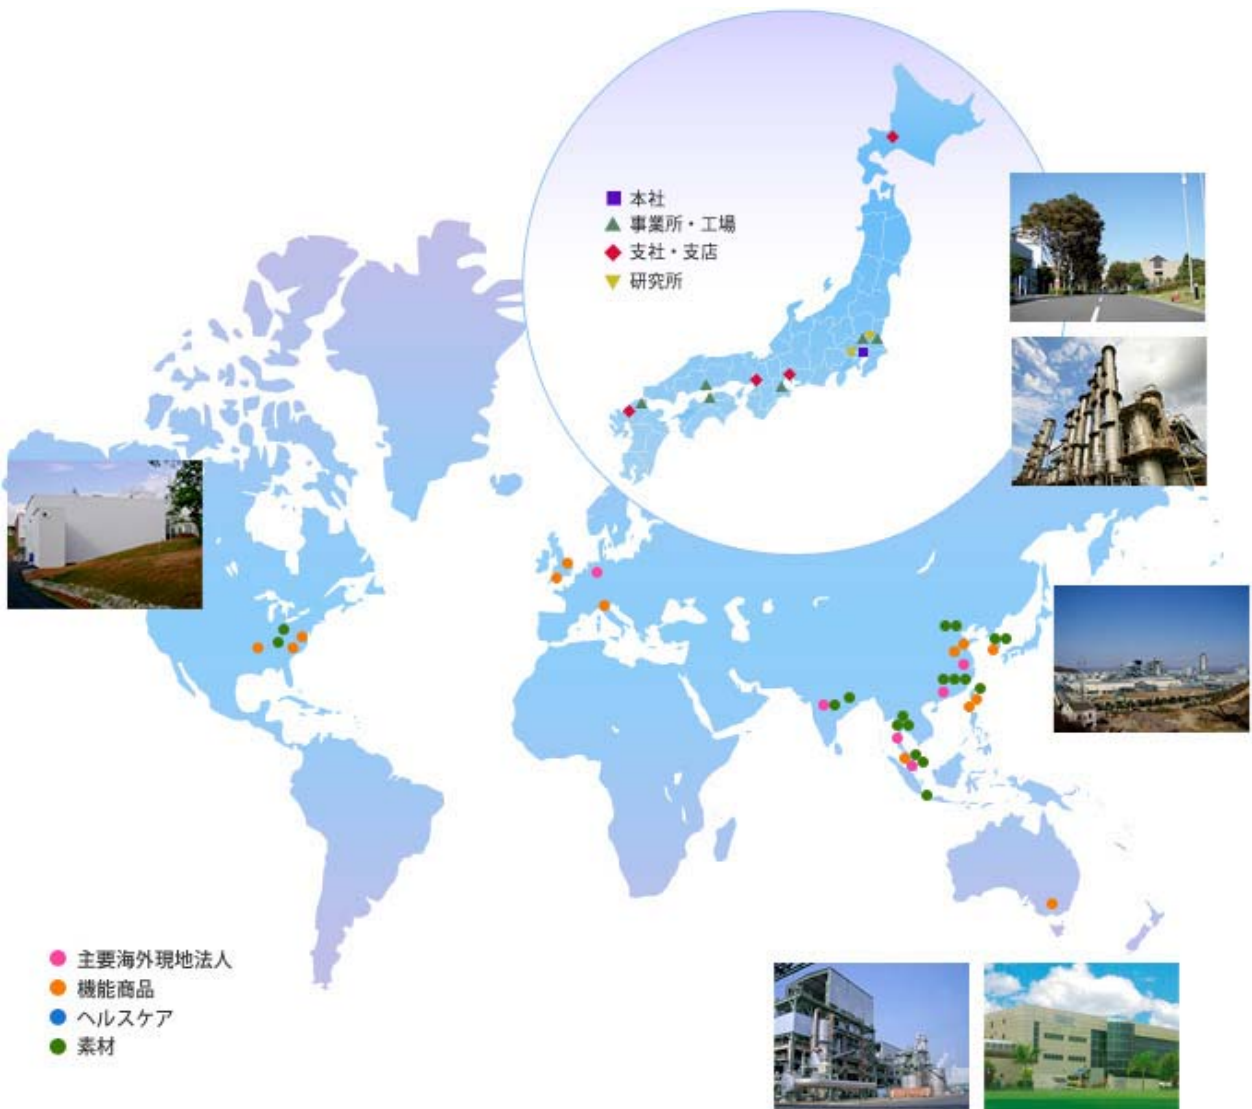 本社
事業所・工場
支社・支店
研究所
主要海外現地法人
機能商品
ヘルスケア
素材